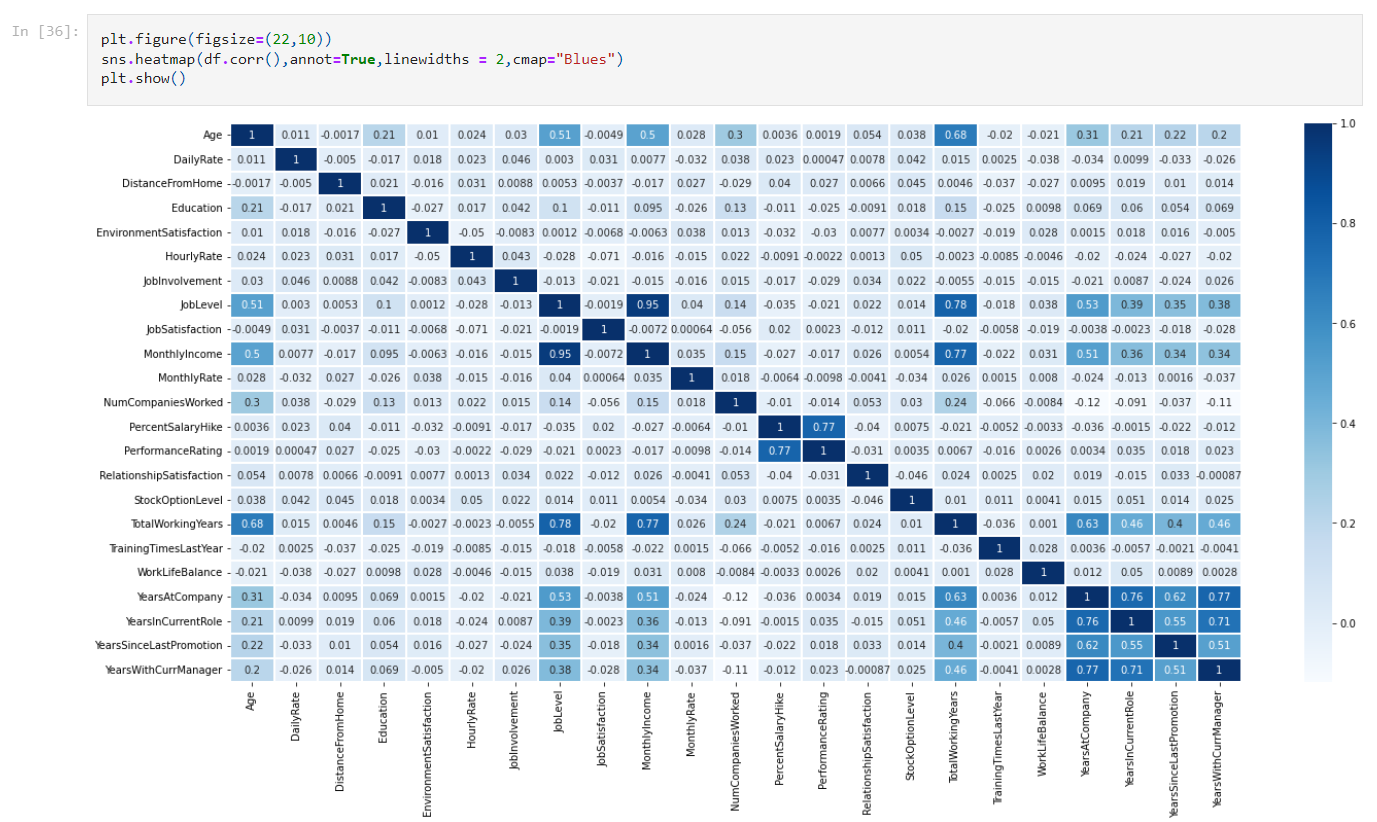 In [36]:
plt.figure(figsize=(22,10))
sns.heatmap(df.corr(),annot=True,linewidths = 2,cmap="Blues")
plt.show()
Age 1 0.011 -0.0017 0.21 0.01 0.024 0.03 0.51 -0.0049 0.5 0.028 0.3 0.0036 0.0019 0.054 0.038 0.68 -0.02 -0.021 0.31 0.21 0.22 0.2
DailyRate 0.011 1 -0.005 -0.017 0.018 0.023 0.046 0.003 0.031 0.0077 -0.032 0.038 0.023 0.00047 0.0078 0.042 0.015 0.0025 -0.038 -0.034 0.0099 -0.033 -0.026
DistanceFromHome -0.0017 -0.005 1 0.021 -0.016 0.031 0.0088 0.0053 -0.0037 -0.017 0.027 -0.029 0.04 0.027 0.0066 0.045 0.0046 -0.037 -0.027 0.0095 0.019 0.01 0.014
Education 0.21 -0.017 0.021 1 -0.027 0.017 0.042 0.1 -0.011 0.095 -0.026 0.13 -0.011 -0.025 -0.0091 0.018 0.15 -0.025 0.0098 0.069 0.06 0.054 0.069
EnvironmentSatisfaction 0.01 0.018 -0.016 -0.027 1 -0.05 -0.0083 0.0012 -0.0068 -0.0063 0.038 0.013 -0.032 -0.03 0.0077 0.0034 -0.0027 -0.019 0.028 0.0015 0.018 0.016 -0.005
HourlyRate 0.024 0.023 0.031 0.017 -0.05 1 0.043 -0.028 -0.071 -0.016 -0.015 0.022 -0.0091 -0.0022 0.0013 0.05 -0.0023 -0.0085 -0.0046 -0.02 -0.024 -0.027 -0.02
JobInvolvement 0.03 0.046 0.0088 0.042 -0.0083 0.043 1 -0.013 -0.021 -0.015 -0.016 0.015 -0.017 -0.029 0.034 0.022 -0.0055 -0.015 -0.015 -0.021 0.0087 -0.024 0.026
JobLevel 0.51 0.003 0.0053 0.1 0.0012 -0.028 -0.013 1 -0.0019 0.95 0.04 0.14 -0.035 -0.021 0.022 0.014 0.78 -0.018 0.038 0.53 0.39 0.35 0.38
JobSatisfaction -0.0049 0.031 -0.0037 -0.011 -0.0068 -0.071 -0.021 -0.0019 1 -0.0072 0.00064 -0.056 0.02 0.0023 -0.012 0.011 -0.02 -0.0058 -0.019 -0.0038 -0.0023 -0.018 -0.028
MonthlyIncome 0.5 0.0077 -0.017 0.095 -0.0063 -0.016 -0.015 0.95 -0.0072 1 0.035 0.15 -0.027 -0.017 0.026 0.0054 0.77 -0.022 0.031 0.51 0.36 0.34 0.34
MonthlyRate 0.028 -0.032 0.027 -0.026 0.038 -0.015 -0.016 0.04 0.00064 0.035 1 0.018 -0.0064 -0.0098 -0.0041 -0.034 0.026 0.0015 0.008 -0.024 -0.013 0.0016 -0.037
NumCompaniesWorked 0.3 0.038 -0.029 0.13 0.013 0.022 0.015 0.14 -0.056 0.15 0.018 1 -0.01 -0.014 0.053 0.03 0.24 -0.066 -0.0084 -0.12 -0.091 -0.037 -0.11
PercentSalaryHike 0.0036 0.023 0.04 -0.011 -0.032 -0.0091 -0.017 -0.035 0.02 -0.027 -0.0064 -0.01 1 0.77 -0.04 0.0075 -0.021 -0.0052 -0.0033 -0.036 -0.0015 -0.022 -0.012
PerformanceRating 0.0019 0.00047 0.027 -0.025 -0.03 -0.0022 -0.029 -0.021 0.0023 -0.017 -0.0098 -0.014 0.77 1 -0.031 0.0035 0.0067 -0.016 0.0026 0.0034 0.035 0.018 0.023
RelationshipSatisfaction 0.054 0.0078 0.0066 -0.0091 0.0077 0.0013 0.034 0.022 -0.012 0.026 -0.0041 0.053 -0.04 -0.031 1 -0.046 0.024 0.0025 0.02 0.019 -0.015 0.033 -0.00087
StockOptionLevel 0.038 0.042 0.045 0.018 0.0034 0.05 0.022 0.014 0.011 0.0054 -0.034 0.03 0.0075 0.0035 -0.046 1 0.01 0.011 0.0041 0.015 0.051 0.014 0.025
TotalWorkingYears 0.68 0.015 0.0046 0.15 -0.0027 -0.0023 -0.0055 0.78 -0.02 0.77 0.026 0.24 -0.021 0.0067 0.024 0.01 1 -0.036 0.001 0.63 0.46 0.4 0.46
TrainingTimesLastYear -0.02 0.0025 -0.037 -0.025 -0.019 -0.0085 -0.015 -0.018 -0.0058 -0.022 0.0015 -0.066 -0.0052 -0.016 0.0025 0.011 -0.036 1 0.028 0.0036 -0.0057 -0.0021 -0.0041
WorkLifeBalance -0.021 -0.038 -0.027 0.0098 0.028 -0.0046 -0.015 0.038 -0.019 0.031 0.008 -0.0084 -0.0033 0.0026 0.02 0.0041 0.001 0.028 1 0.012 0.05 0.0089 0.0028
YearsAtCompany 0.31 -0.034 0.0095 0.069 0.0015 -0.02 -0.021 0.53 -0.0038 0.51 -0.024 -0.12 -0.036 0.0034 0.019 0.015 0.63 0.0036 0.012 1 0.76 0.62 0.77
YearsInCurrentRole 0.21 0.0099 0.019 0.06 0.018 -0.024 0.0087 0.39 -0.0023 0.36 -0.013 -0.091 -0.0015 0.035 -0.015 0.051 0.46 -0.0057 0.05 0.76 1 0.55 0.71
YearsSinceLastPromotion 0.22 -0.033 0.01 0.054 0.016 -0.027 -0.024 0.35 -0.018 0.34 0.0016 -0.037 -0.022 0.018 0.033 0.014 0.4 -0.0021 0.0089 0.62 0.55 1 0.51
YearsWithCurrManager 0.2 -0.026 0.014 0.069 -0.005 -0.02 0.026 0.38 -0.028 0.34 -0.037 -0.11 -0.012 0.023 -0.00087 0.025 0.46 -0.0041 0.0028 0.77 0.71 0.51 1
Age
DailyRate
DistanceFromHome
Education
EnvironmentSatisfaction
HourlyRate
JobInvolvement
JobLevel
JobSatisfaction
MonthlyIncome
MonthlyRate
NumCompaniesWorked
PercentSalaryHike
PerformanceRating
RelationshipSatisfaction
StockOptionLevel
TotalWorkingYears
TrainingTimesLastYear
WorkLifeBalance
YearsAtCompany
YearsInCurrentRole
YearsSinceLastPromotion
YearsWithCurrManager
1.0
0.8
0.6
0.4
0.2
0.0